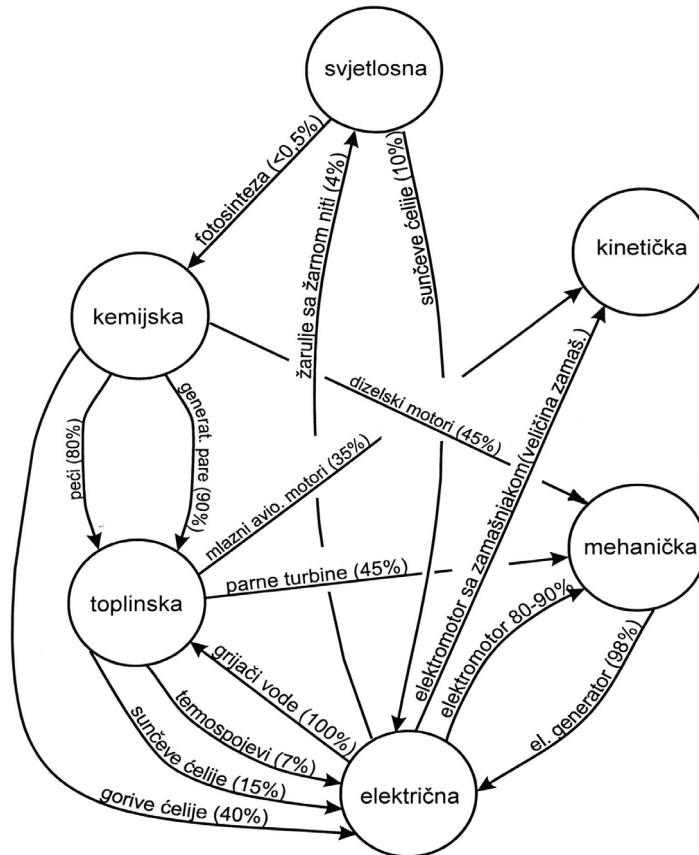 svjetlosna
fotosinteza (<0,5%)
žarulje sa žarnom niti (4%)
sunčeve ćelije (10%)
kinetička
kemijska
dizelski motori (45%)
peći (80%)
generat. pare (90%)
mlazni avio. motori (35%)
elektromotor sa zamašnjakom(veličina zamaš.)
mehanička
toplinska
parne turbine (45%)
elektromotor 80-90%
el. generator (98%)
grijači vode (100%)
termospojevi (7%)
sunčeve ćelije (15%)
gorive ćelije (40%)
električna